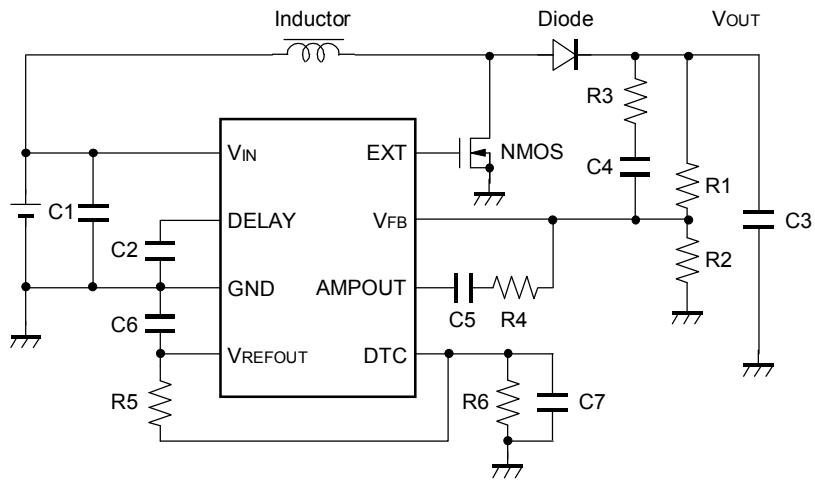 Inductor
Diode
VOUT
R3
VIN
EXT
NMOS
C4
R1
C1
DELAY
VFB
C3
C2
R2
GND
AMPOUT
C6
C5
R4
VREFOUT
DTC
R5
R6
C7